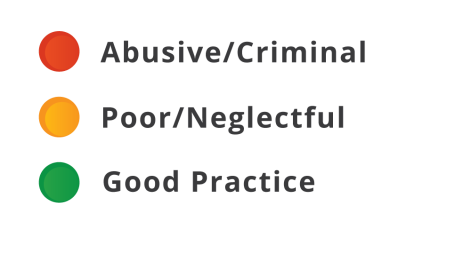 Abusive/Criminal
Poor/Neglectful
Good Practice